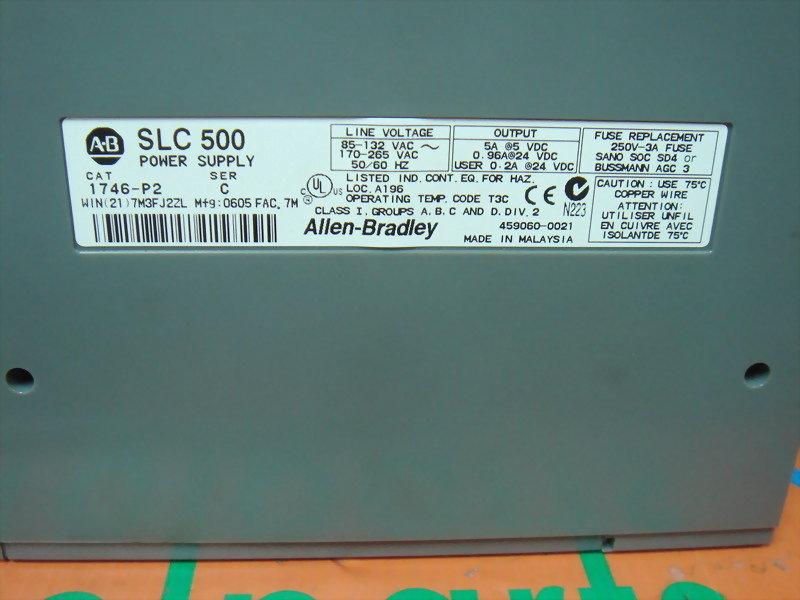 A-B
SLC 500
POWER SUPPLY
CAT SER
1746-P2 C
WIN(21)7M3FJ2ZL Mfg:0605 FAC. 7M
LINE VOLTAGE
85-132 VAC ~
170-265 VAC
50/60 HZ
OUTPUT
5A @5 VDC
0.96A@24 VDC
USER 0.2A @24 VDC
FUSE REPLACEMENT
250V-3A FUSE
SANO SOC SD4 or
BUSSMANN AGC 3
C UL US
®
LISTED IND. CONT. EQ. FOR HAZ.
LOC. A196
OPERATING TEMP. CODE T3C
CLASS I. GROUPS A, B, C AND D. DIV. 2
CE
N223
Allen-Bradley
459060-0021
MADE IN MALAYSIA
CAUTION: USE 75°C
COPPER WIRE
ATTENTION:
UTILISER UNFIL
EN CUIVRE AVEC
ISOLANTDE 75°C
parts